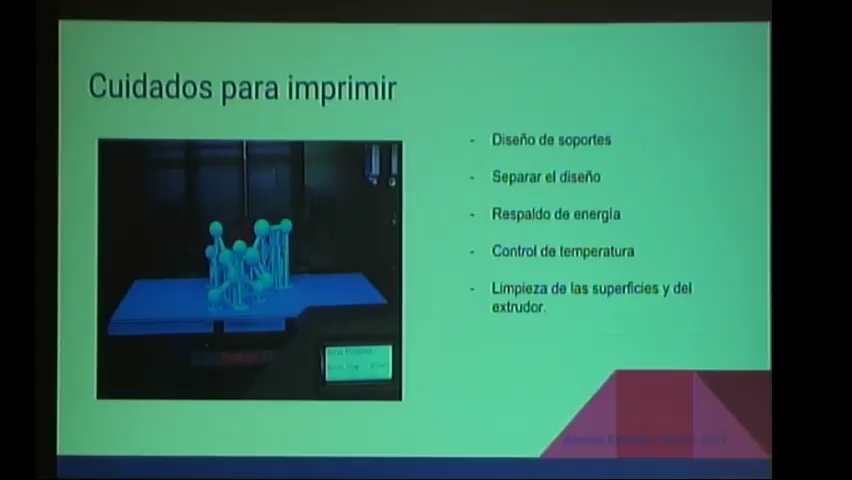 Cuidados para imprimir
- Diseño de soportes
- Separar el diseño
- Respaldo de energía
- Control de temperatura
- Limpieza de las superficies y del
extrudor.